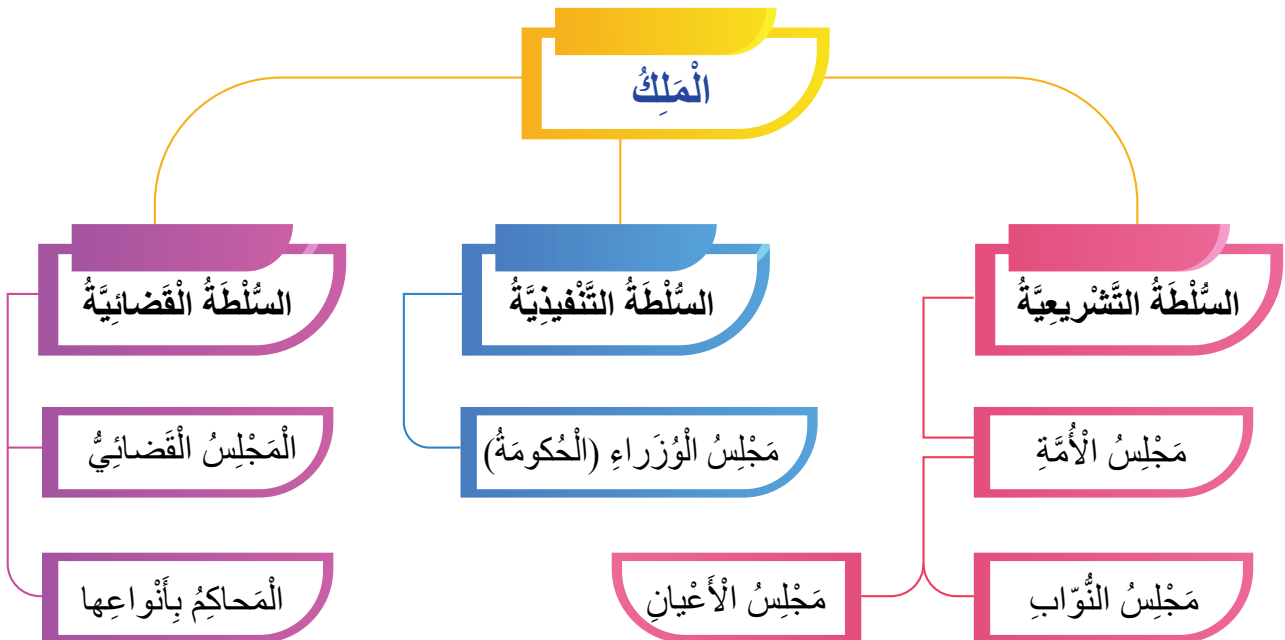 الْمَلِكُ
السُّلْطَةُ التَّشْريعِيَّةُ
السُّلْطَةُ التَّنْفيذِيَّةُ
السُّلْطَةُ الْقَضائِيَّةُ
مَجْلِسُ الْأُمَّةِ
مَجْلِسُ الْوُزَراءِ (الْحُكومَةُ)
الْمَجْلِسُ الْقَضائِيُّ
مَجْلِسُ النُّوّابِ
مَجْلِسُ الْأَعْيانِ
الْمَحاكِمُ بِأَنْواعِها